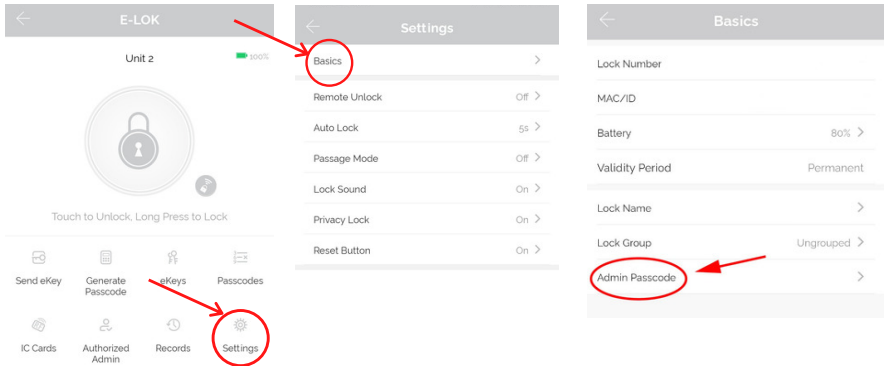 E-LOK
Unit 2
100%
Touch to Unlock, Long Press to Lock
Send eKey
Generate
Passcode
eKeys
Passcodes
IC Cards
Authorized
Admin
Records
Settings
Settings
Basics
Remote Unlock Off
Auto Lock 5s
Passage Mode Off
Lock Sound On
Privacy Lock On
Reset Button On
Basics
Lock Number
MAC/ID
Battery 80%
Validity Period Permanent
Lock Name
Lock Group Ungrouped
Admin Passcode